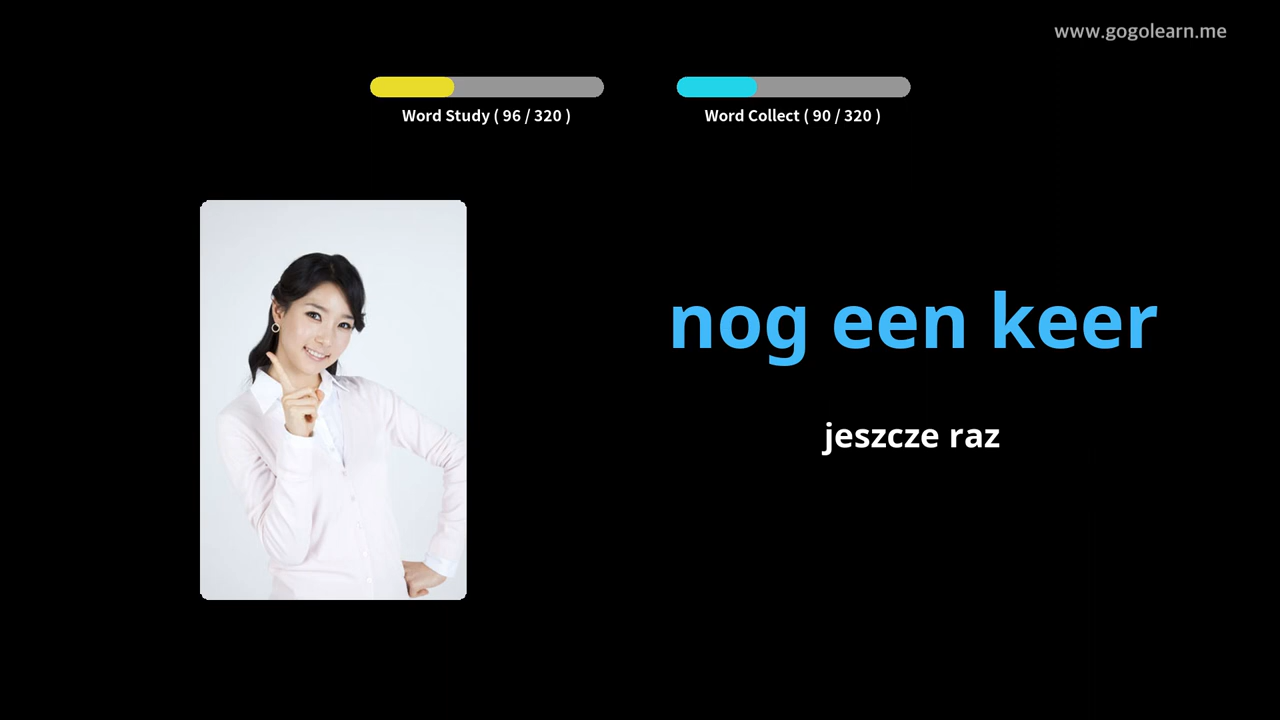 www.gogolearn.me
Word Study ( 96 / 320 )
Word Collect ( 90 / 320 )
nog een keer
jeszcze raz